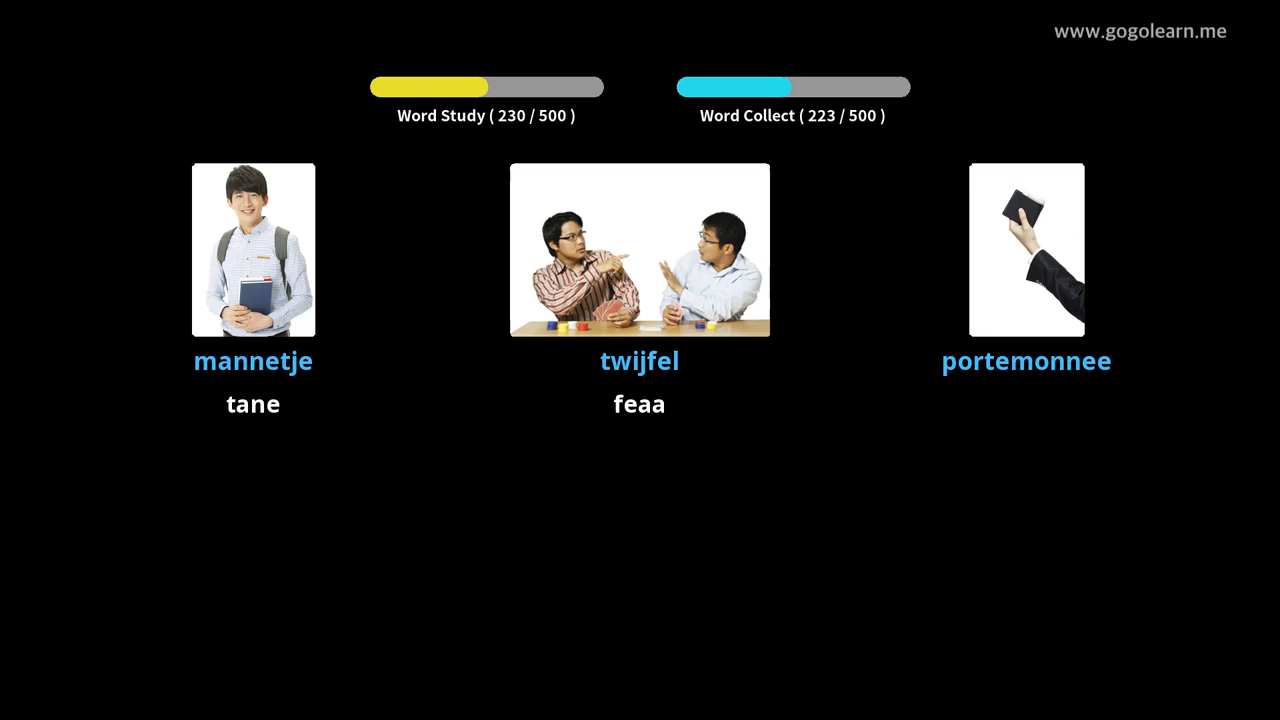 www.gogolearn.me
Word Study ( 230 / 500 )
Word Collect ( 223 / 500 )
mannetje
twijfel
portemonnee
tane
feaa